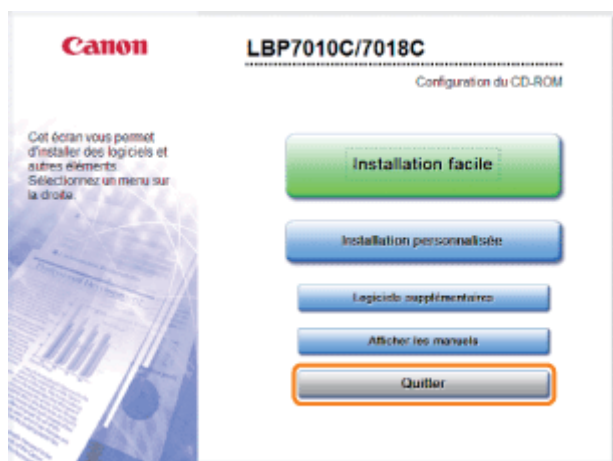 Canon
LBP7010C/7018C
Configuration du CD-ROM
Cet écran vous permet
d'installer des logiciels et
autres éléments.
Sélectionnez un menu sur
la droite.
Installation facile
Installation personnalisée
Logiciels supplémentaires
Afficher les manuels
Quitter